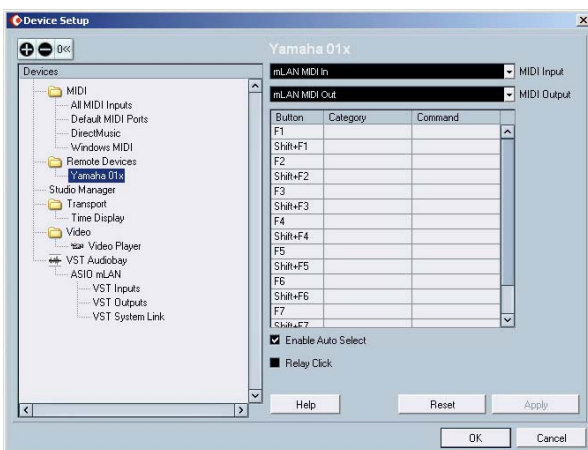 Device Setup
0«
Yamaha 01x
Devices
MIDI
All MIDI Inputs
Default MIDI Ports
DirectMusic
Windows MIDI
Remote Devices
Yamaha 01x
Studio Manager
Transport
Time Display
Video
Video Player
VST Audiobay
ASIO mLAN
VST Inputs
VST Outputs
VST System Link
mLAN MIDI In MIDI Input
mLAN MIDI Out MIDI Output
Button Category Command
F1
Shift+F1
F2
Shift+F2
F3
Shift+F3
F4
Shift+F4
F5
Shift+F5
F6
Shift+F6
F7
Shift+F7
Enable Auto Select
Relay Click
Help Reset Apply
OK Cancel